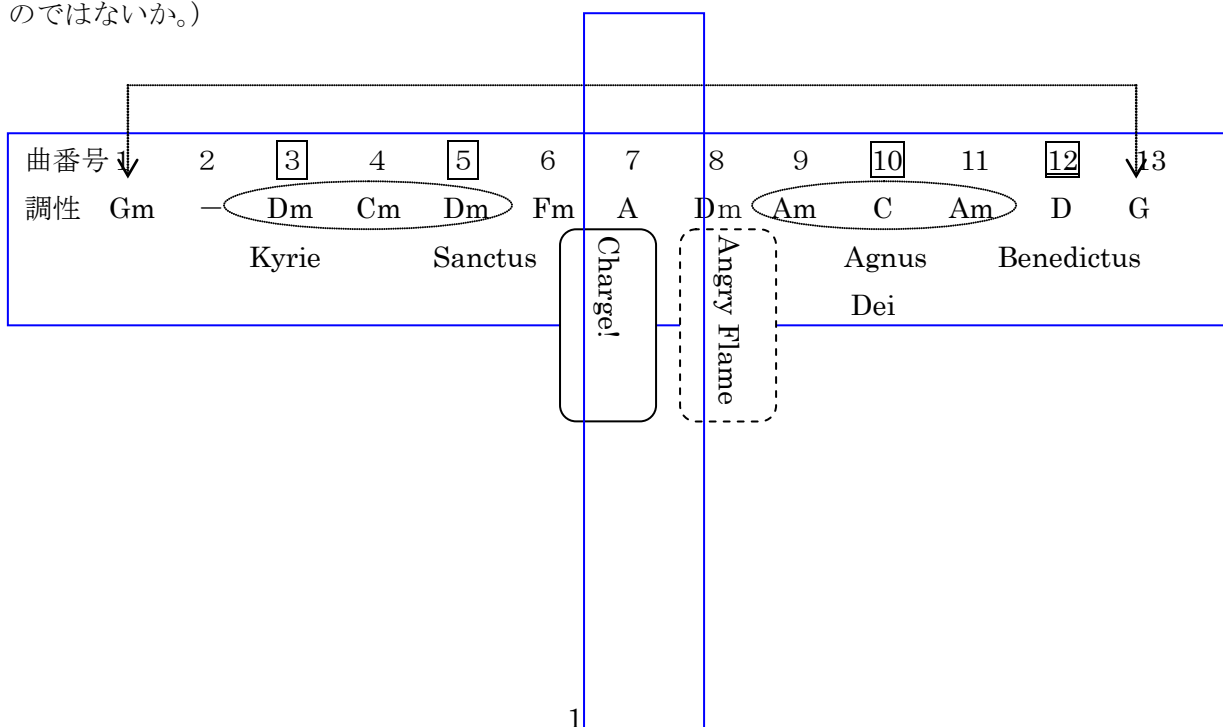 のではないか。）
曲番号 1 2 3 4 5 6 7 8 9 10 11 12 13
調性 Gm － Dm Cm Dm Fm A Dm Am C Am D G
Kyrie Sanctus Agnus Benedictus
Dei
Charge!
Angry Flame
1